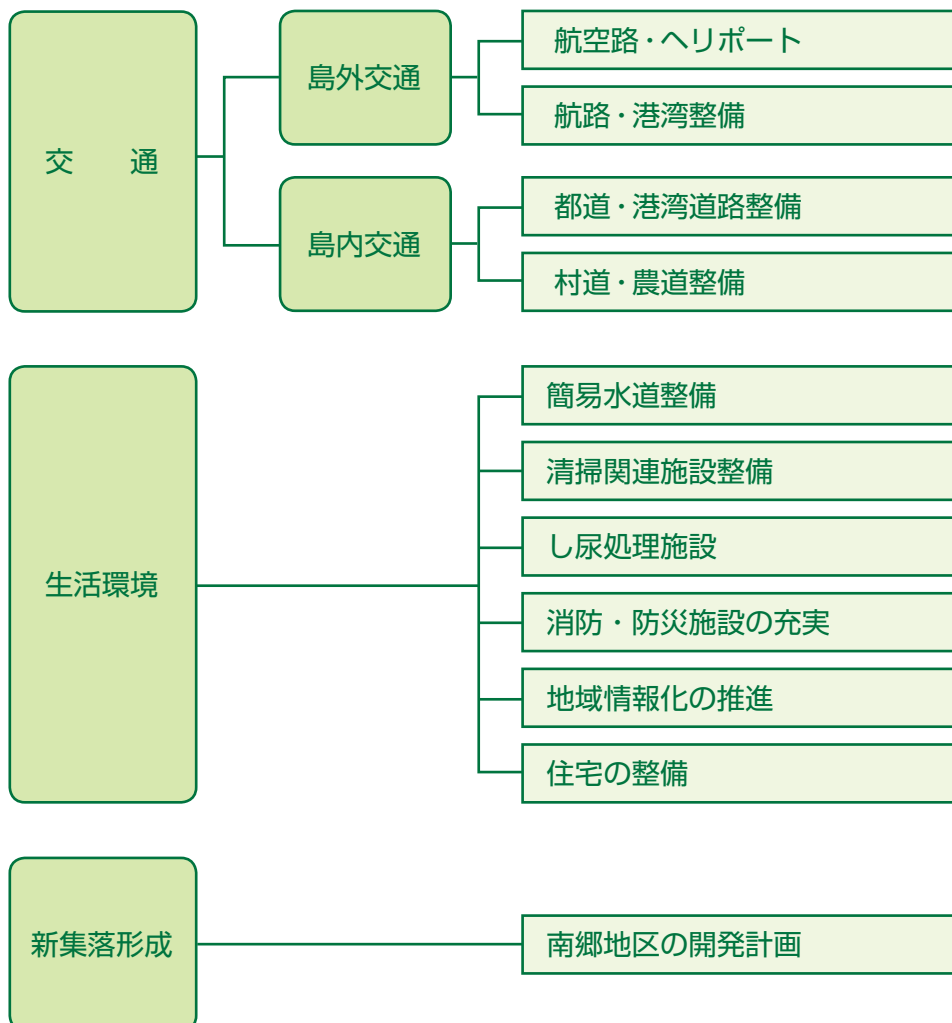 交　通
島外交通
航空路・ヘリポート
航路・港湾整備
島内交通
都道・港湾道路整備
村道・農道整備
生活環境
簡易水道整備
清掃関連施設整備
し尿処理施設
消防・防災施設の充実
地域情報化の推進
住宅の整備
新集落形成
南郷地区の開発計画